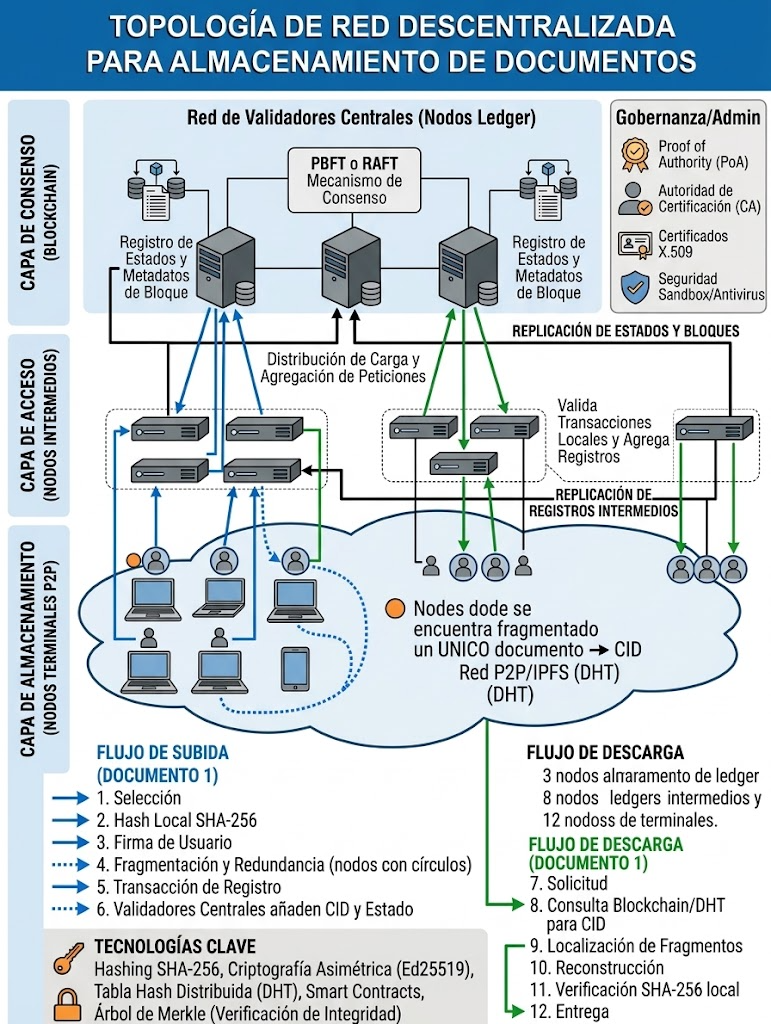 TOPOLOGÍA DE RED DESCENTRALIZADA
PARA ALMACENAMIENTO DE DOCUMENTOS
CAPA DE CONSENSO
(BLOCKCHAIN)
Red de Validadores Centrales (Nodos Ledger)
PBFT o RAFT
Mecanismo de
Consenso
Registro de
Estados y
Metadatos
de Bloque
Registro de
Estados y
Metadatos
de Bloque
Gobernanza/Admin
Proof of
Authority (PoA)
Autoridad de
Certificación (CA)
Certificados
X.509
Seguridad
Sandbox/Antivirus
REPLICACIÓN DE ESTADOS Y BLOQUES
CAPA DE ACCESO
(NODOS INTERMEDIOS)
Distribución de Carga y
Agregación de Peticiones
Valida
Transacciones
Locales y Agrega
Registros
REPLICACIÓN DE
REGISTROS INTERMEDIOS
CAPA DE ALMACENAMIENTO
(NODOS TERMINALES P2P)
Nodes dode se
encuentra fragmentado
un UNICO documento → CID
Red P2P/IPFS (DHT)
(DHT)
FLUJO DE SUBIDA
(DOCUMENTO 1)
1. Selección
2. Hash Local SHA-256
3. Firma de Usuario
4. Fragmentación y Redundancia (nodos con círculos)
5. Transacción de Registro
6. Validadores Centrales añaden CID y Estado
TECNOLOGÍAS CLAVE
Hashing SHA-256, Criptografía Asimétrica (Ed25519),
Tabla Hash Distribuida (DHT), Smart Contracts,
Árbol de Merkle (Verificación de Integridad)
FLUJO DE DESCARGA
3 nodos alnaramento de ledger
8 nodos ledgers intermedios y
12 nodoss de terminales.
FLUJO DE DESCARGA
(DOCUMENTO 1)
7. Solicitud
8. Consulta Blockchain/DHT
para CID
9. Localización de Fragmentos
10. Reconstrucción
11. Verificación SHA-256 local
12. Entrega